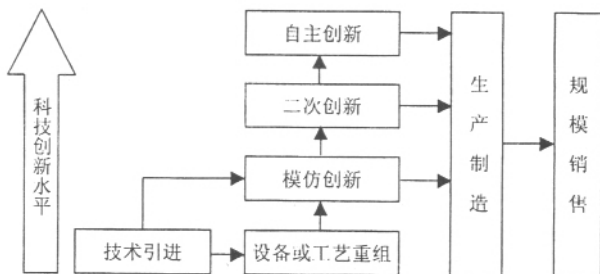 自主创新
二次创新
模仿创新
技术引进
设备或工艺重组
科技创新水平
生产制造
规模销售